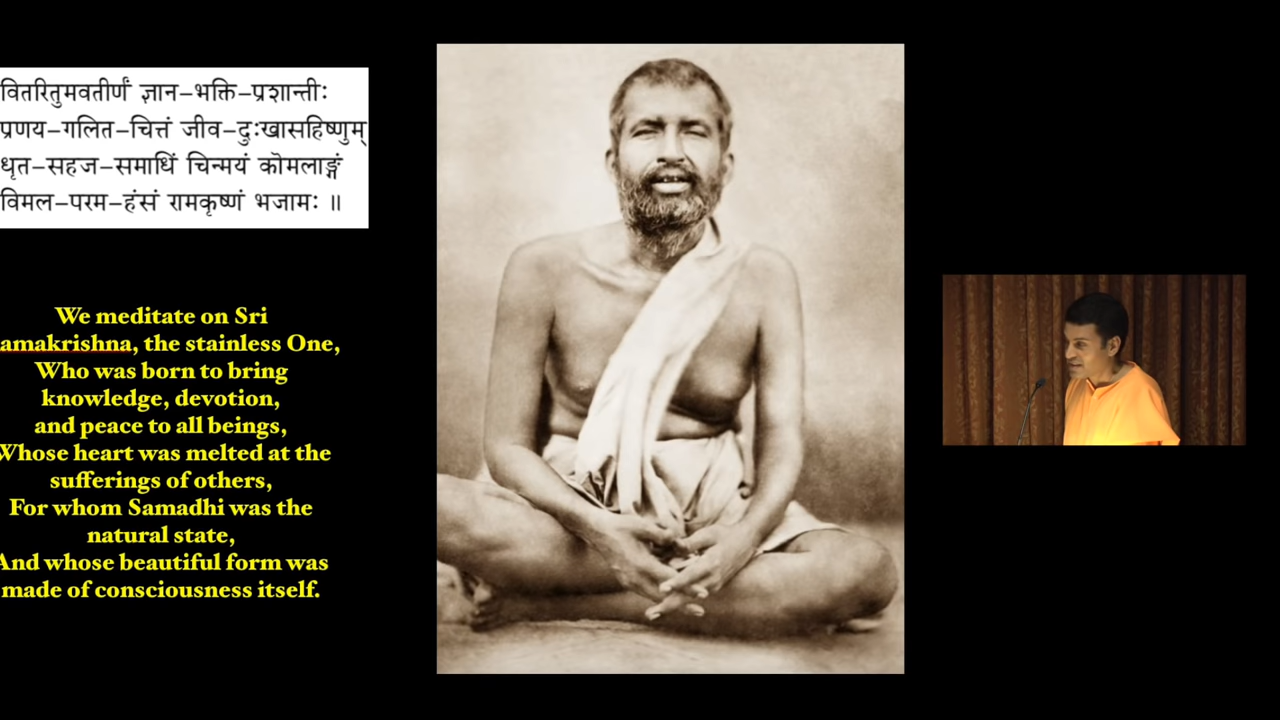 वितरितुमवतीर्णं ज्ञान–भक्ति–प्रशान्तीः
प्रणय–गलित–चित्तं जीव–दुःखासहिष्णुम्
धृत–सहज–समाधिं चिन्मयं कॊमलाङ्गं
विमल–परम–हंसं रामकृष्णं भजामः ॥
We meditate on Sri
amakrishna, the stainless One,
Who was born to bring
knowledge, devotion,
and peace to all beings,
Whose heart was melted at the
sufferings of others,
For whom Samadhi was the
natural state,
And whose beautiful form was
made of consciousness itself.